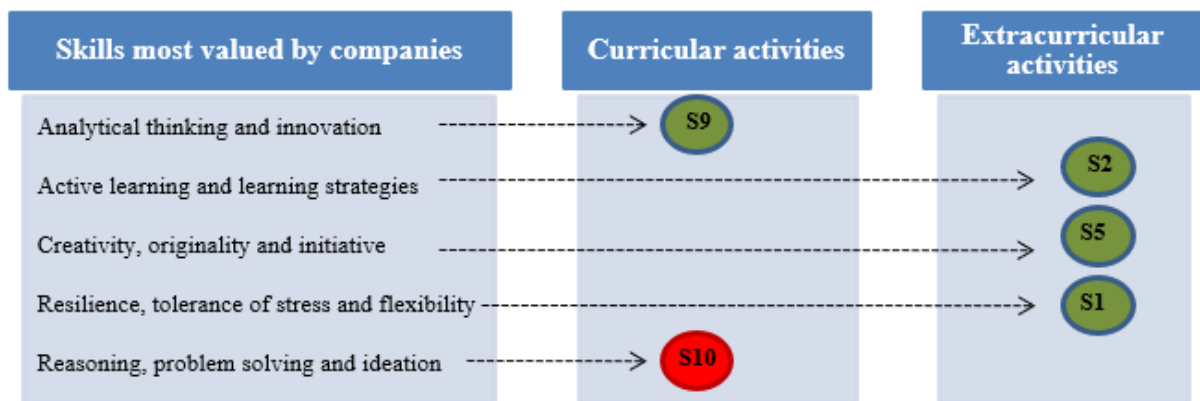 Skills most valued by companies
Curricular activities
Extracurricular
activities
Analytical thinking and innovation
S9
Active learning and learning strategies
S2
Creativity, originality and initiative
S5
Resilience, tolerance of stress and flexibility
S1
Reasoning, problem solving and ideation
S10